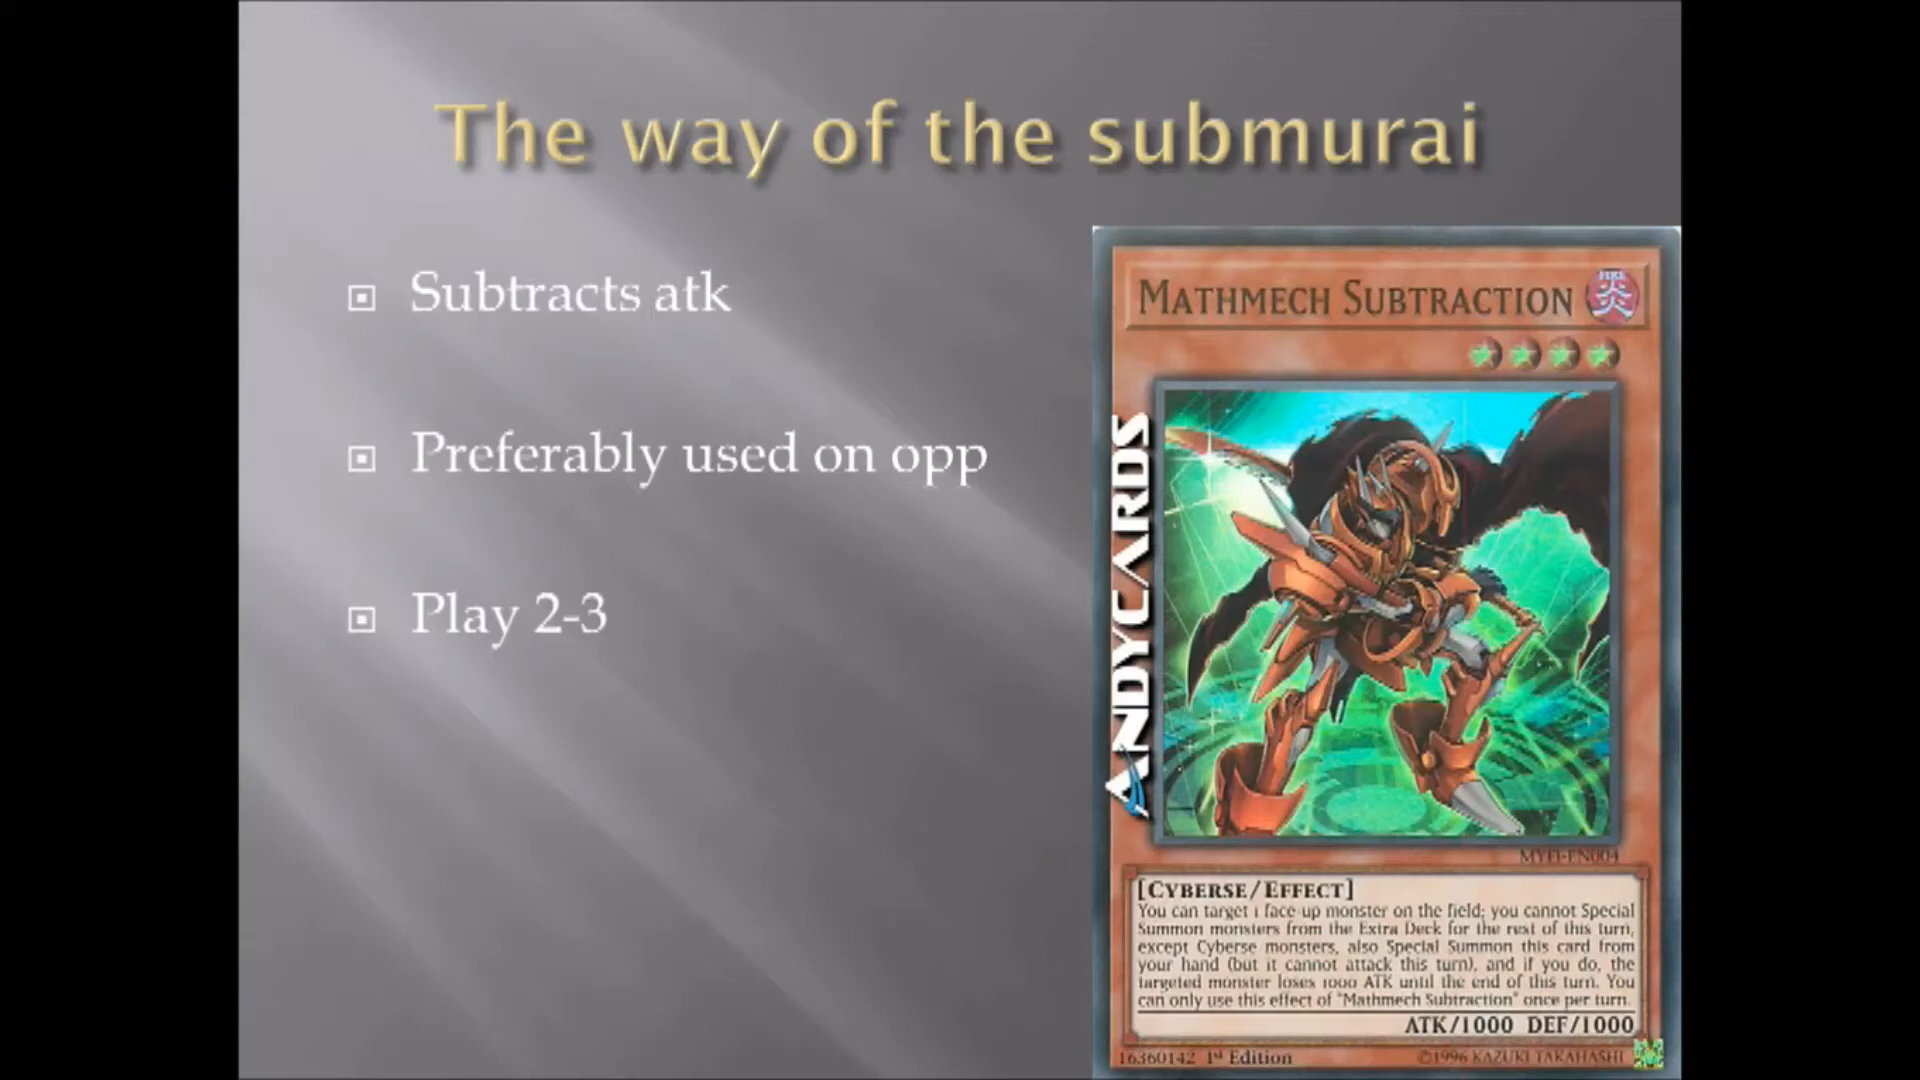 The way of the submurai
Subtracts atk
Preferably used on opp
Play 2-3
MATHMECH SUBTRACTION
FIRE
炎
ANDYCARDS
MYFI-EN004
[CYBERSE/EFFECT]
You can target 1 face-up monster on the field; you cannot Special
Summon monsters from the Extra Deck for the rest of this turn,
except Cyberse monsters, also Special Summon this card from
your hand (but it cannot attack this turn), and if you do, the
targeted monster loses 1000 ATK until the end of this turn. You
can only use this effect of "Mathmech Subtraction" once per turn.
ATK/1000 DEF/1000
16360142 1st Edition
©1996 KAZUKI TAKAHASHI